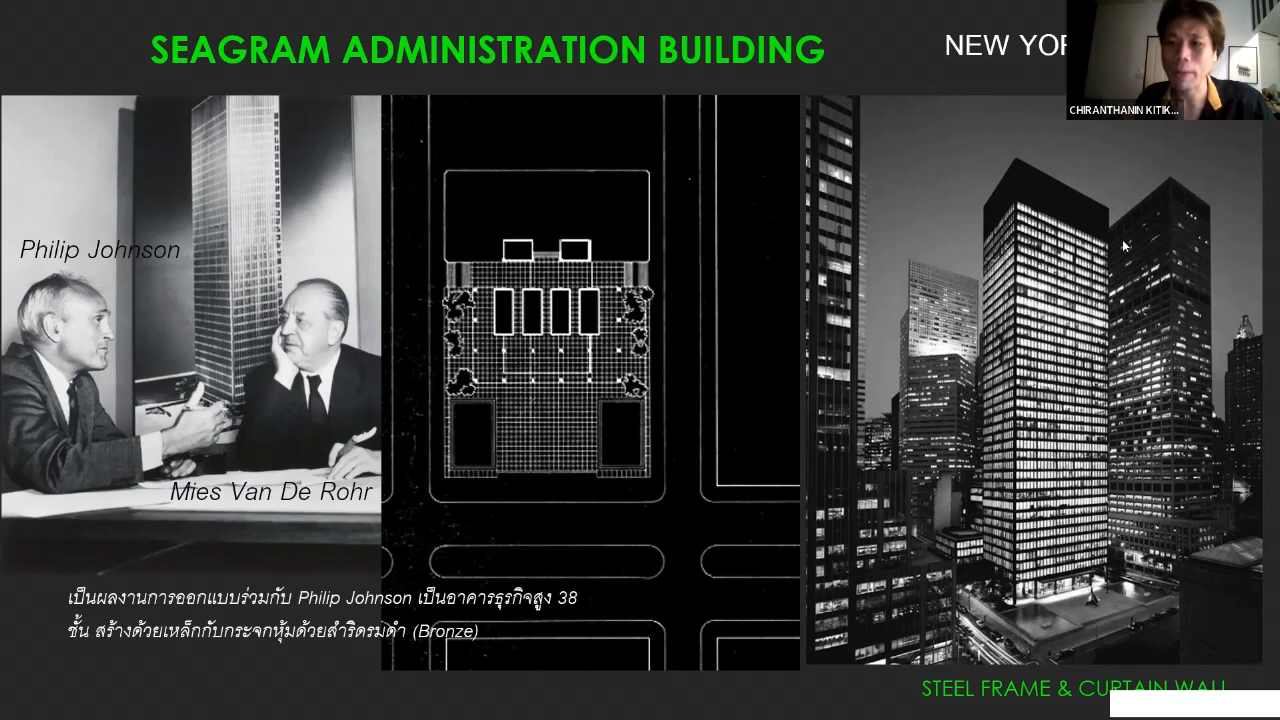 SEAGRAM ADMINISTRATION BUILDING
NEW
CHIRANTHANIN KITIK...
Philip Johnson
Mies Van De Rohr
เป็นผลงานการออกแบบร่วมกับ Philip Johnson เป็นอาคารธุรกิจสูง 38
ชั้น สร้างด้วยเหล็กกับกระจกหุ้มด้วยสำริดรมดำ (Bronze)
STEEL FRAME & CURTAIN WALL